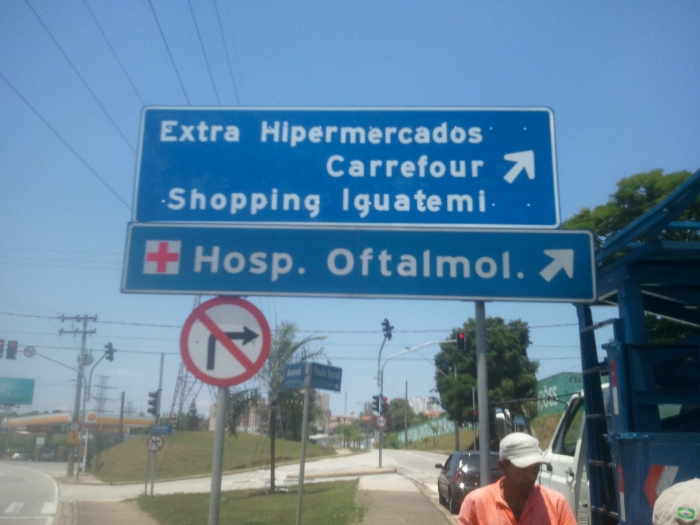 Extra Hipermercados
Carrefour
Shopping Iguatemi
Hosp. Oftalmol.